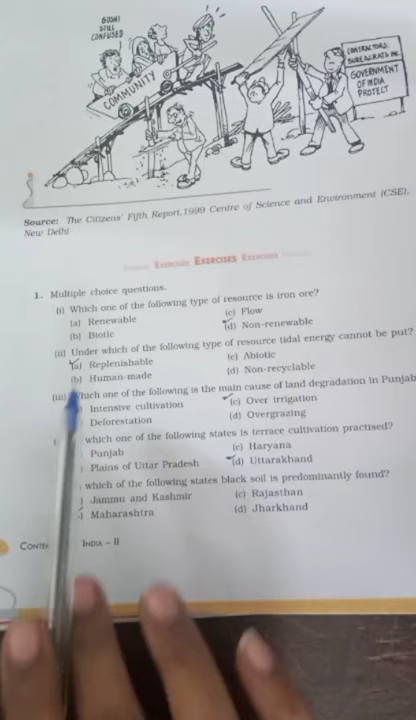 GOSH!
STILL
CONFUSED
COMMUNITY
CONTRACTORS:
BUREAUCRATS INC.
GOVERNMENT
OF INDIA
PROJECT
Source: The Citizens' Fifth Report, 1999 Centre of Science and Environment (CSE),
New Delhi
EXERCISES EXERCISES EXERCISES
1. Multiple choice questions.
(i) Which one of the following type of resource is iron ore?
(a) Renewable (c) Flow
(b) Biotic (d) Non-renewable
(ii) Under which of the following type of resource tidal energy cannot be put?
(a) Replenishable (c) Abiotic
(b) Human-made (d) Non-recyclable
(iii) Which one of the following is the main cause of land degradation in Punjab
Intensive cultivation (c) Over irrigation
Deforestation (d) Overgrazing
which one of the following states is terrace cultivation practised?
Punjab (c) Haryana
Plains of Uttar Pradesh (d) Uttarakhand
which of the following states black soil is predominantly found?
) Jammu and Kashmir (c) Rajasthan
) Maharashtra (d) Jharkhand
INDIA – II